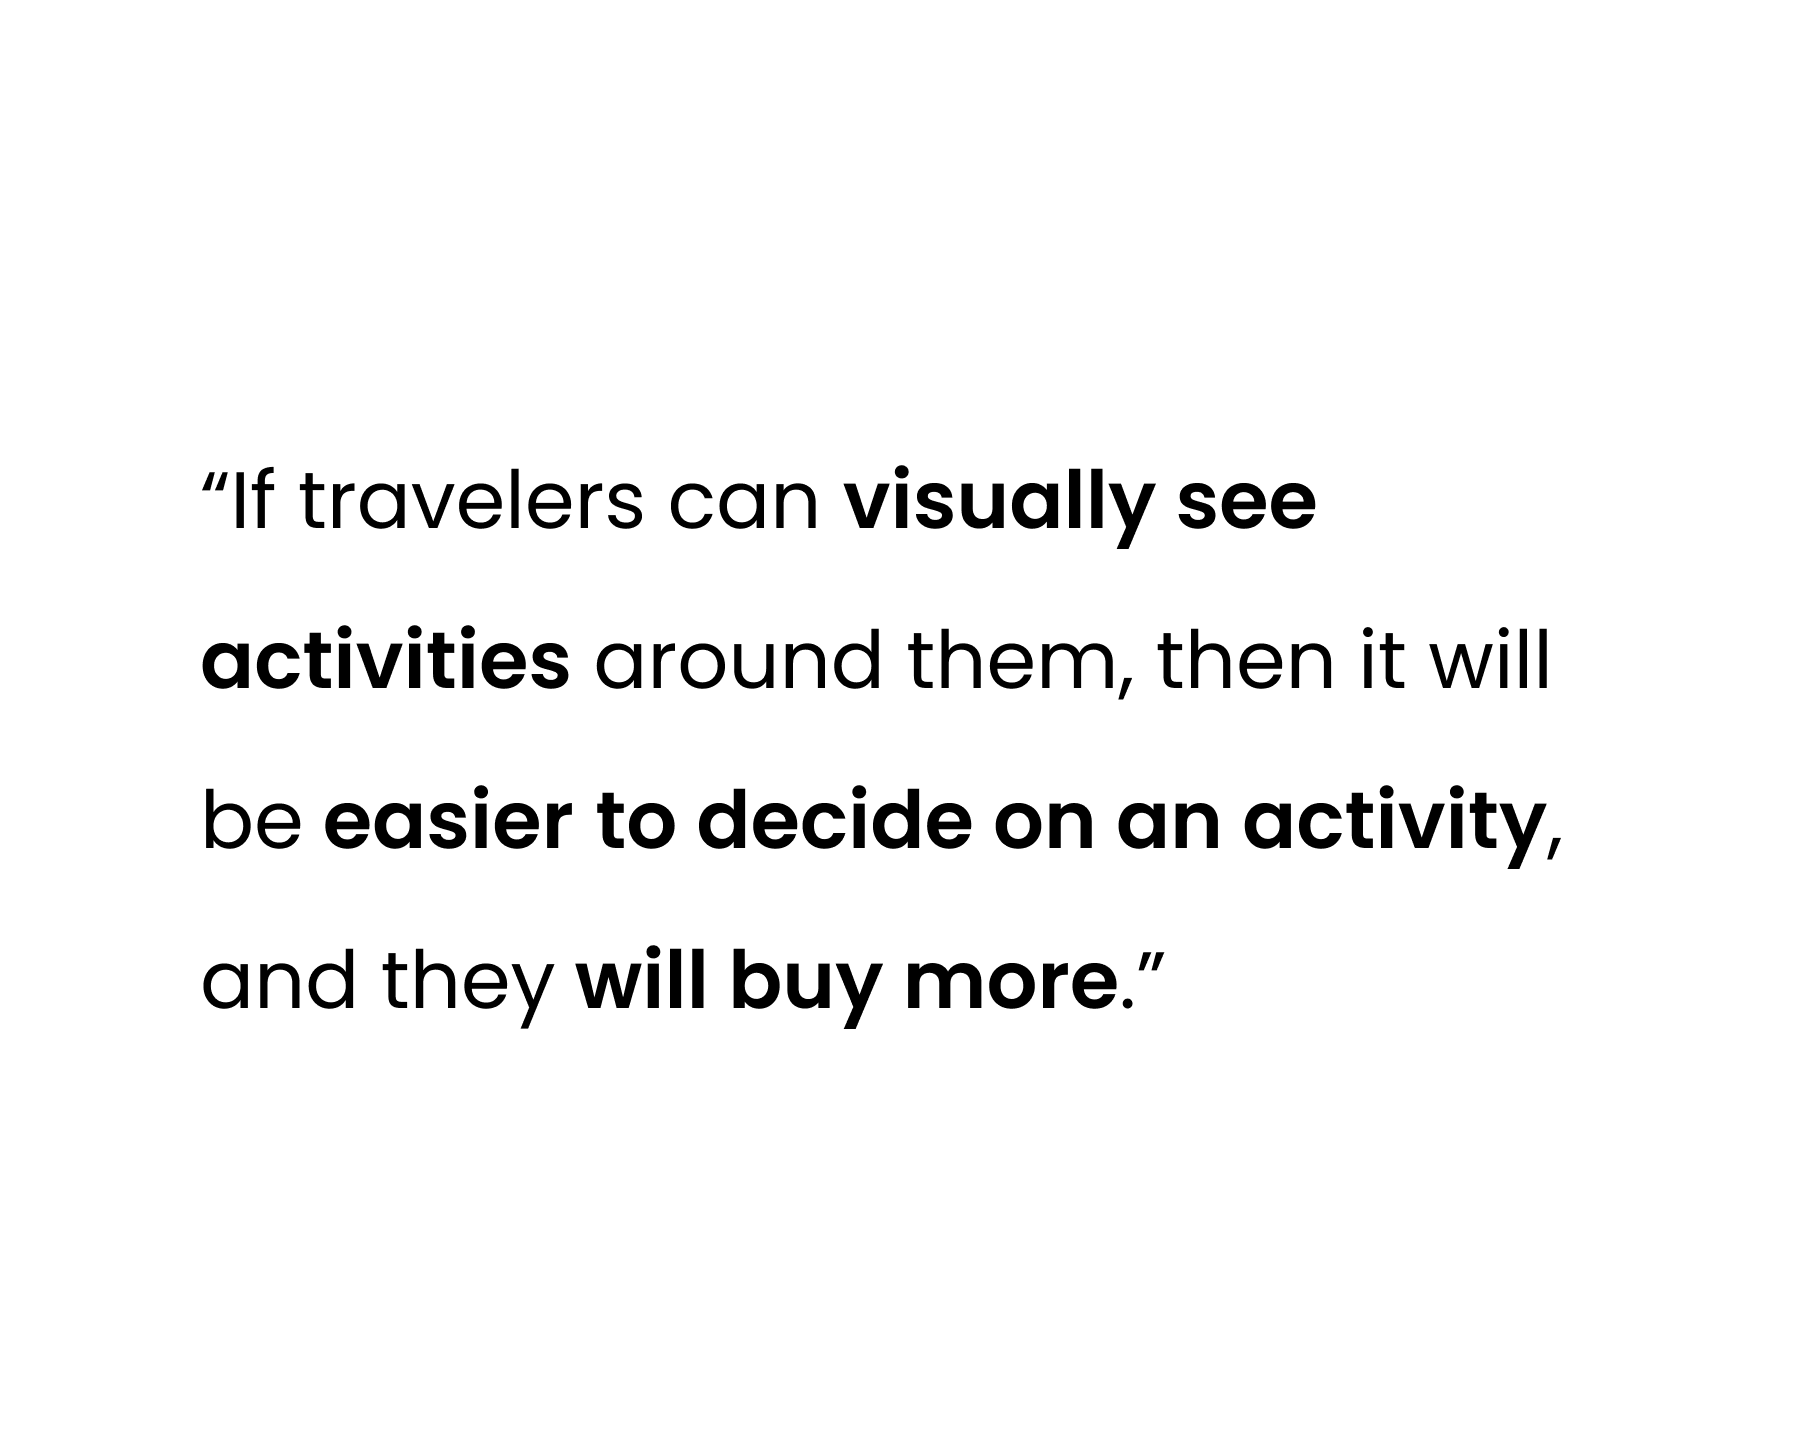 “If travelers can visually see
activities around them, then it will
be easier to decide on an activity,
and they will buy more.”